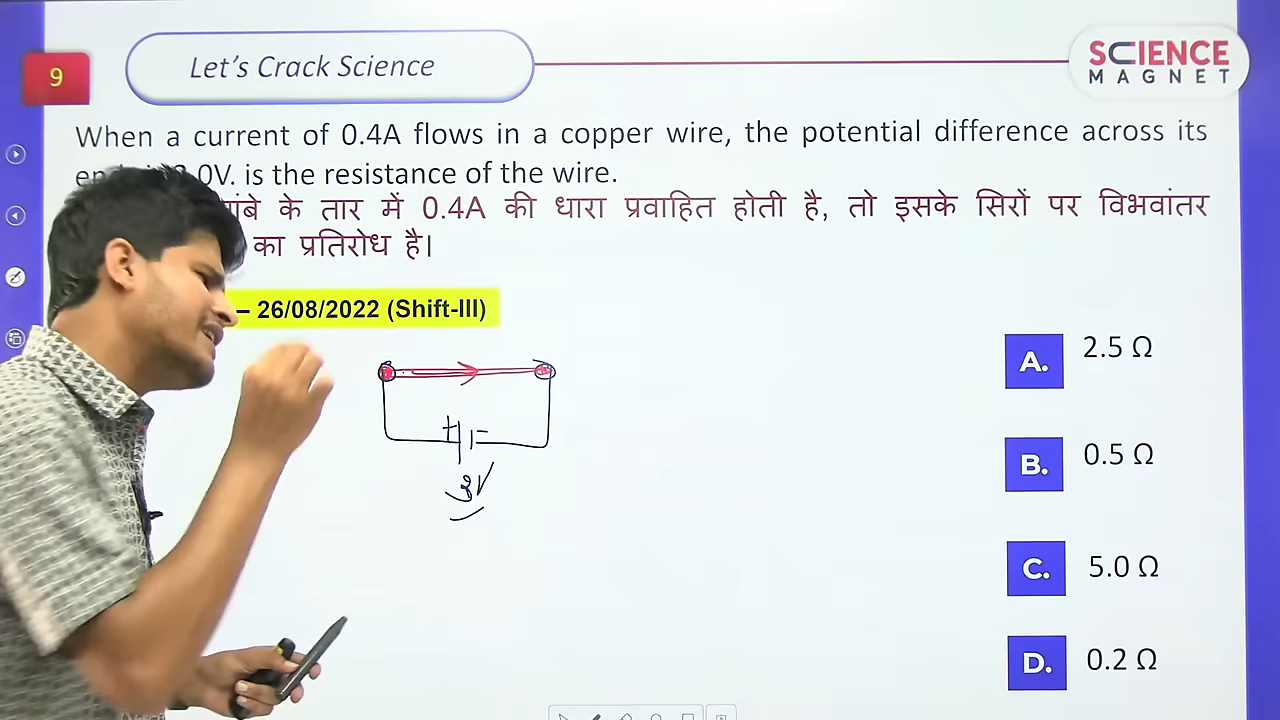 9
Let's Crack Science
SCIENCE
MAGNET
When a current of 0.4A flows in a copper wire, the potential difference across its
.0V. is the resistance of the wire.
के तार में 0.4A की धारा प्रवाहित होती है, तो इसके सिरों पर विभवांतर
का प्रतिरोध है।
– 26/08/2022 (Shift-III)
A. 2.5 Ω
+ -
B. 0.5 Ω
C. 5.0 Ω
D. 0.2 Ω